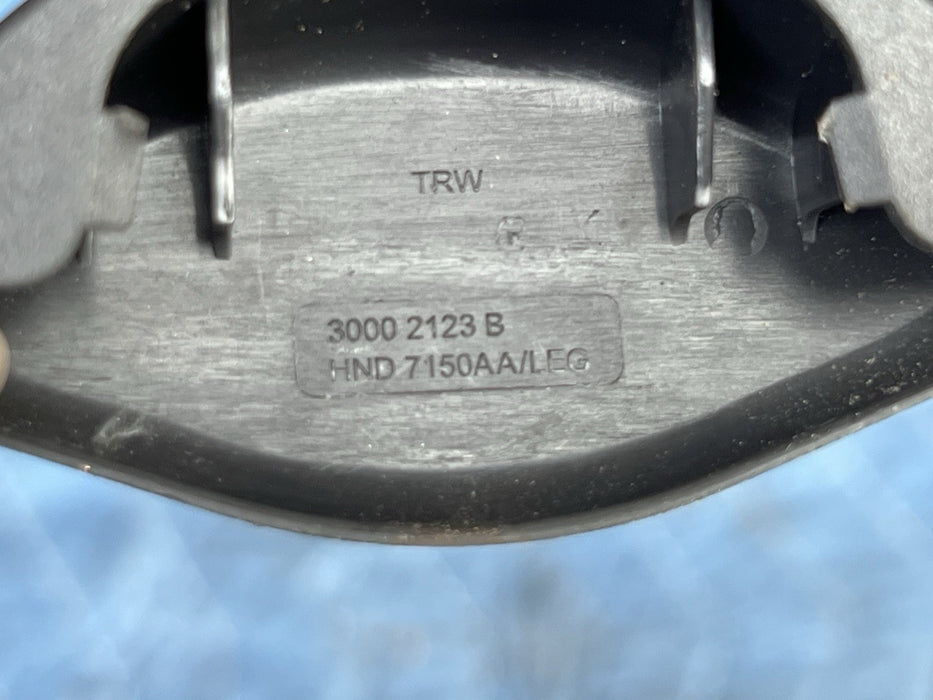 TRW
3000 2123 B
HND 7150AA/LEG